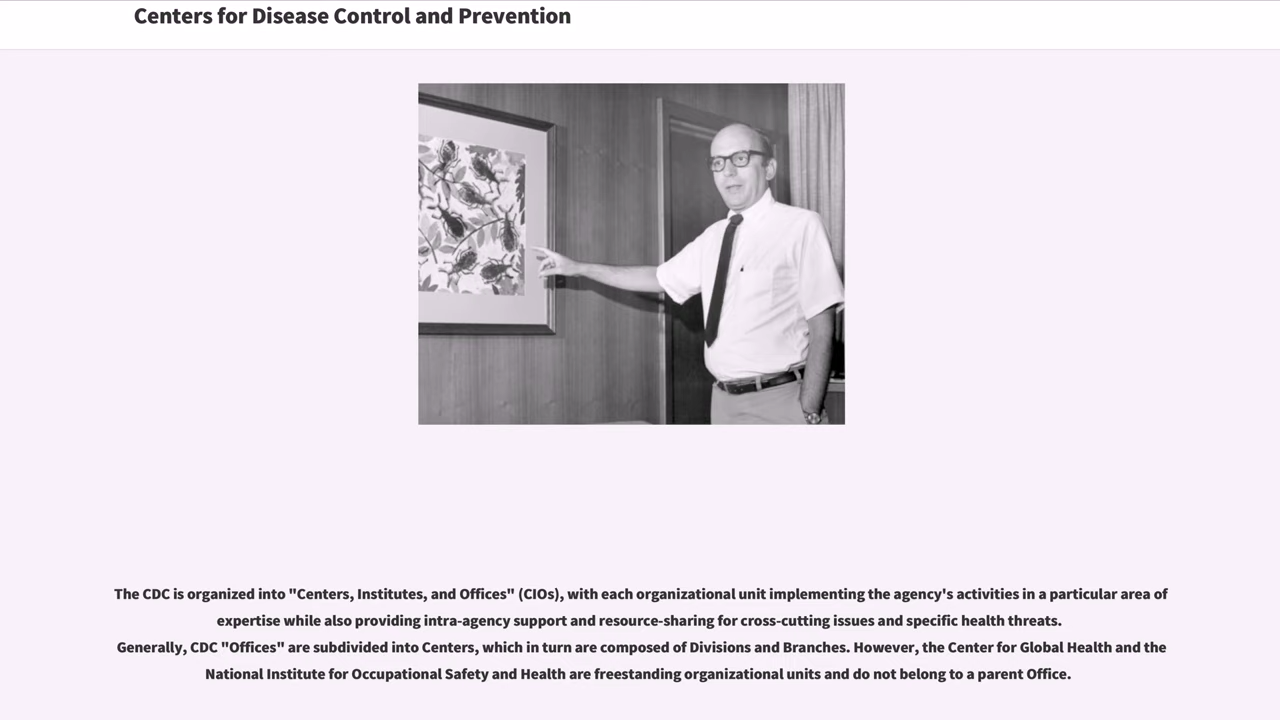 Centers for Disease Control and Prevention
The CDC is organized into "Centers, Institutes, and Offices" (CIOs), with each organizational unit implementing the agency's activities in a particular area of
expertise while also providing intra-agency support and resource-sharing for cross-cutting issues and specific health threats.
Generally, CDC "Offices" are subdivided into Centers, which in turn are composed of Divisions and Branches. However, the Center for Global Health and the
National Institute for Occupational Safety and Health are freestanding organizational units and do not belong to a parent Office.